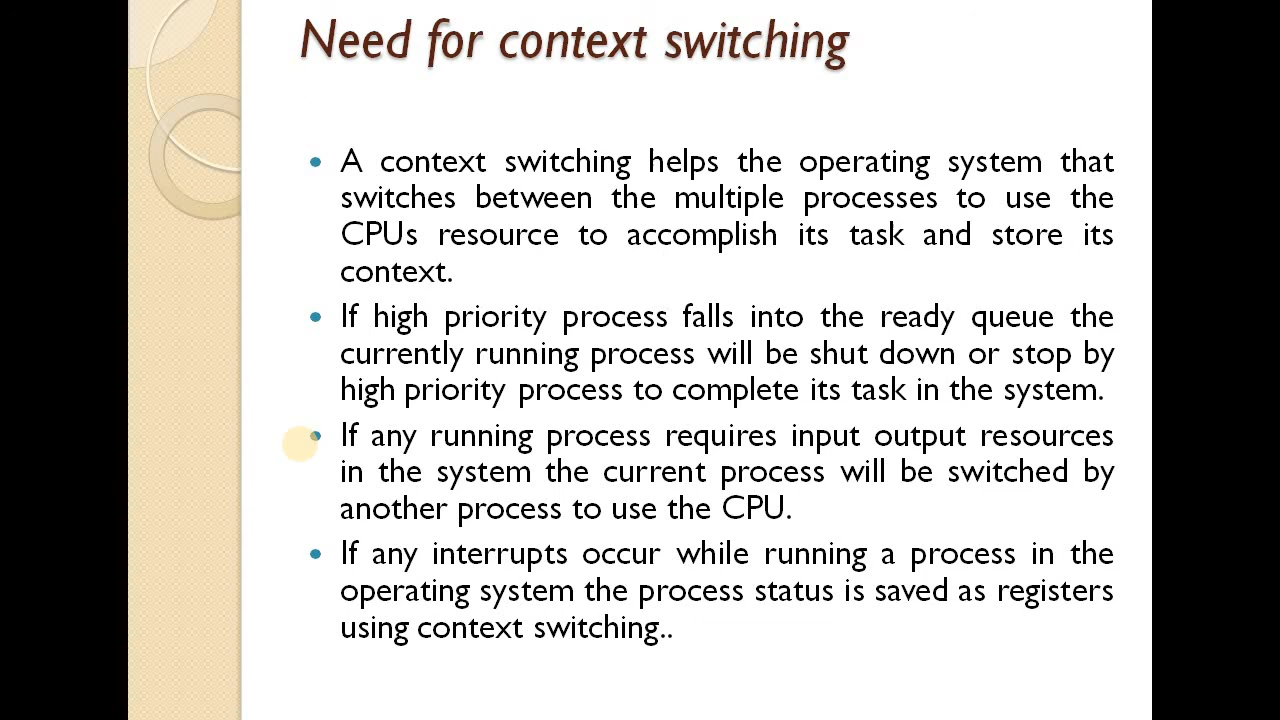 Need for context switching
A context switching helps the operating system that
switches between the multiple processes to use the
CPUs resource to accomplish its task and store its
context.
If high priority process falls into the ready queue the
currently running process will be shut down or stop by
high priority process to complete its task in the system.
If any running process requires input output resources
in the system the current process will be switched by
another process to use the CPU.
If any interrupts occur while running a process in the
operating system the process status is saved as registers
using context switching..